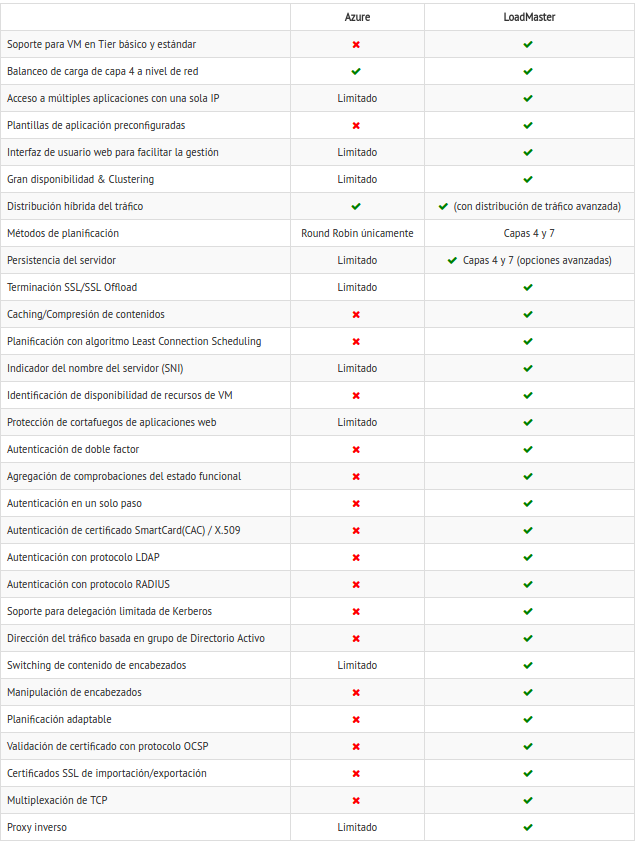 Azure LoadMaster
Soporte para VM en Tier básico y estándar ✖ ✔
Balanceo de carga de capa 4 a nivel de red ✔ ✔
Acceso a múltiples aplicaciones con una sola IP Limitado ✔
Plantillas de aplicación preconfiguradas ✖ ✔
Interfaz de usuario web para facilitar la gestión Limitado ✔
Gran disponibilidad & Clustering Limitado ✔
Distribución híbrida del tráfico ✔ ✔ (con distribución de tráfico avanzada)
Métodos de planificación Round Robin únicamente Capas 4 y 7
Persistencia del servidor Limitado ✔ Capas 4 y 7 (opciones avanzadas)
Terminación SSL/SSL Offload Limitado ✔
Caching/Compresión de contenidos ✖ ✔
Planificación con algoritmo Least Connection Scheduling ✖ ✔
Indicador del nombre del servidor (SNI) Limitado ✔
Identificación de disponibilidad de recursos de VM ✖ ✔
Protección de cortafuegos de aplicaciones web Limitado ✔
Autenticación de doble factor ✖ ✔
Agregación de comprobaciones del estado funcional ✖ ✔
Autenticación en un solo paso ✖ ✔
Autenticación de certificado SmartCard(CAC) / X.509 ✖ ✔
Autenticación con protocolo LDAP ✖ ✔
Autenticación con protocolo RADIUS ✖ ✔
Soporte para delegación limitada de Kerberos ✖ ✔
Dirección del tráfico basada en grupo de Directorio Activo ✖ ✔
Switching de contenido de encabezados Limitado ✔
Manipulación de encabezados ✖ ✔
Planificación adaptable ✖ ✔
Validación de certificado con protocolo OCSP ✖ ✔
Certificados SSL de importación/exportación ✖ ✔
Multiplexación de TCP ✖ ✔
Proxy inverso Limitado ✔